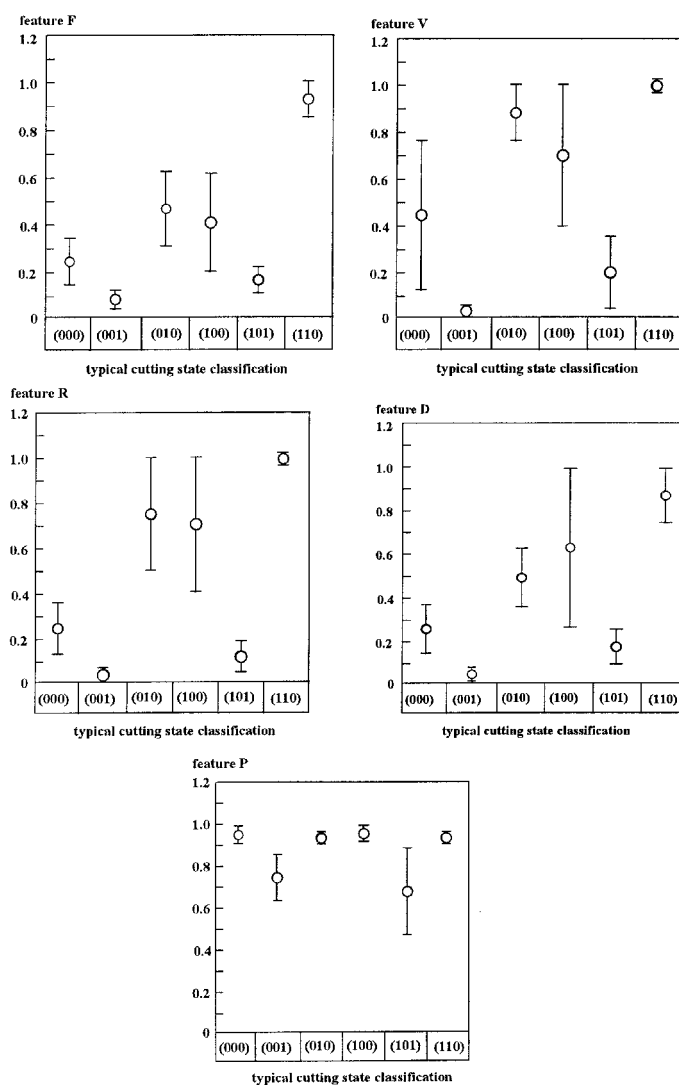 feature F
1.2
1.0
0.8
0.6
0.4
0.2
0
(000) (001) (010) (100) (101) (110)
typical cutting state classification
feature V
1.2
1.0
0.8
0.6
0.4
0.2
0
(000) (001) (010) (100) (101) (110)
typical cutting state classification
feature R
1.2
1.0
0.8
0.6
0.4
0.2
0
(000) (001) (010) (100) (101) (110)
typical cutting state classification
feature D
1.2
1.0
0.8
0.6
0.4
0.2
0
(000) (001) (010) (100) (101) (110)
typical cutting state classification
feature P
1.2
1.0
0.8
0.6
0.4
0.2
0
(000) (001) (010) (100) (101) (110)
typical cutting state classification